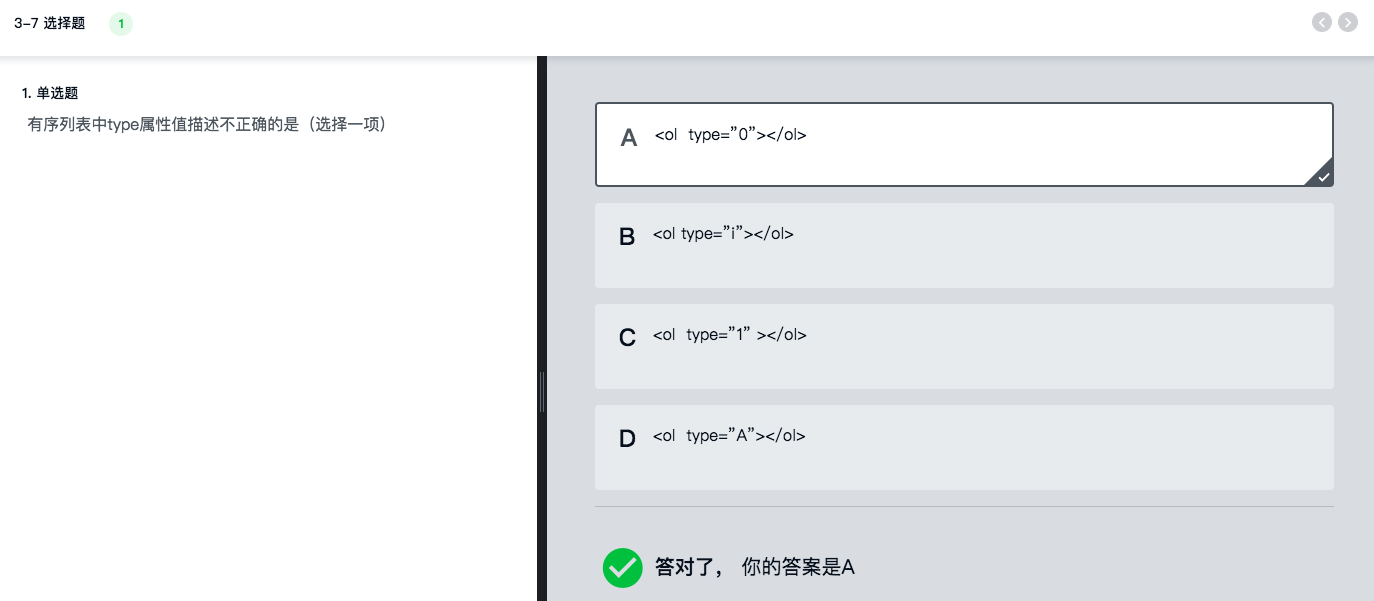 3-7 选择题 1
1. 单选题
有序列表中type属性值描述不正确的是（选择一项）
A <ol  type=”0”></ol>
B <ol type=”i”></ol>
C <ol  type=”1” ></ol>
D <ol  type=”A”></ol>
答对了， 你的答案是A